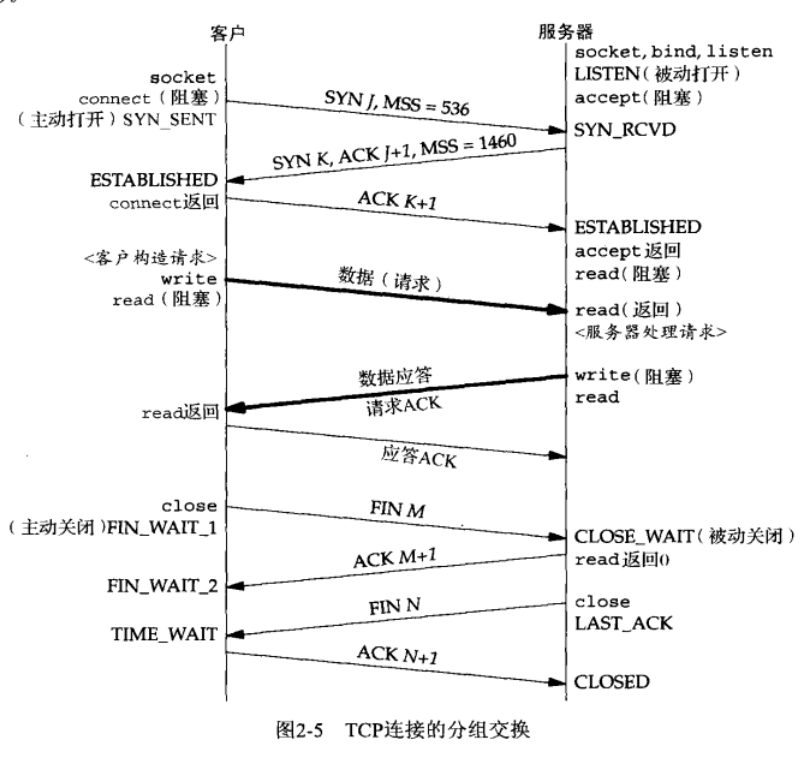 客户
服务器
socket, bind, listen
LISTEN(被动打开)
accept(阻塞)
socket
connect(阻塞)
(主动打开)SYN_SENT
SYN J, MSS = 536
SYN_RCVD
SYN K, ACK J+1, MSS = 1460
ESTABLISHED
connect返回
ACK K+1
ESTABLISHED
accept返回
read(阻塞)
<客户构造请求>
write
read(阻塞)
数据(请求)
read(返回)
<服务器处理请求>
数据应答
请求ACK
write(阻塞)
read
read返回
应答ACK
close
(主动关闭)FIN_WAIT_1
FIN M
CLOSE_WAIT(被动关闭)
read返回0
ACK M+1
FIN_WAIT_2
FIN N
close
LAST_ACK
TIME_WAIT
ACK N+1
CLOSED
图2-5 TCP连接的分组交换